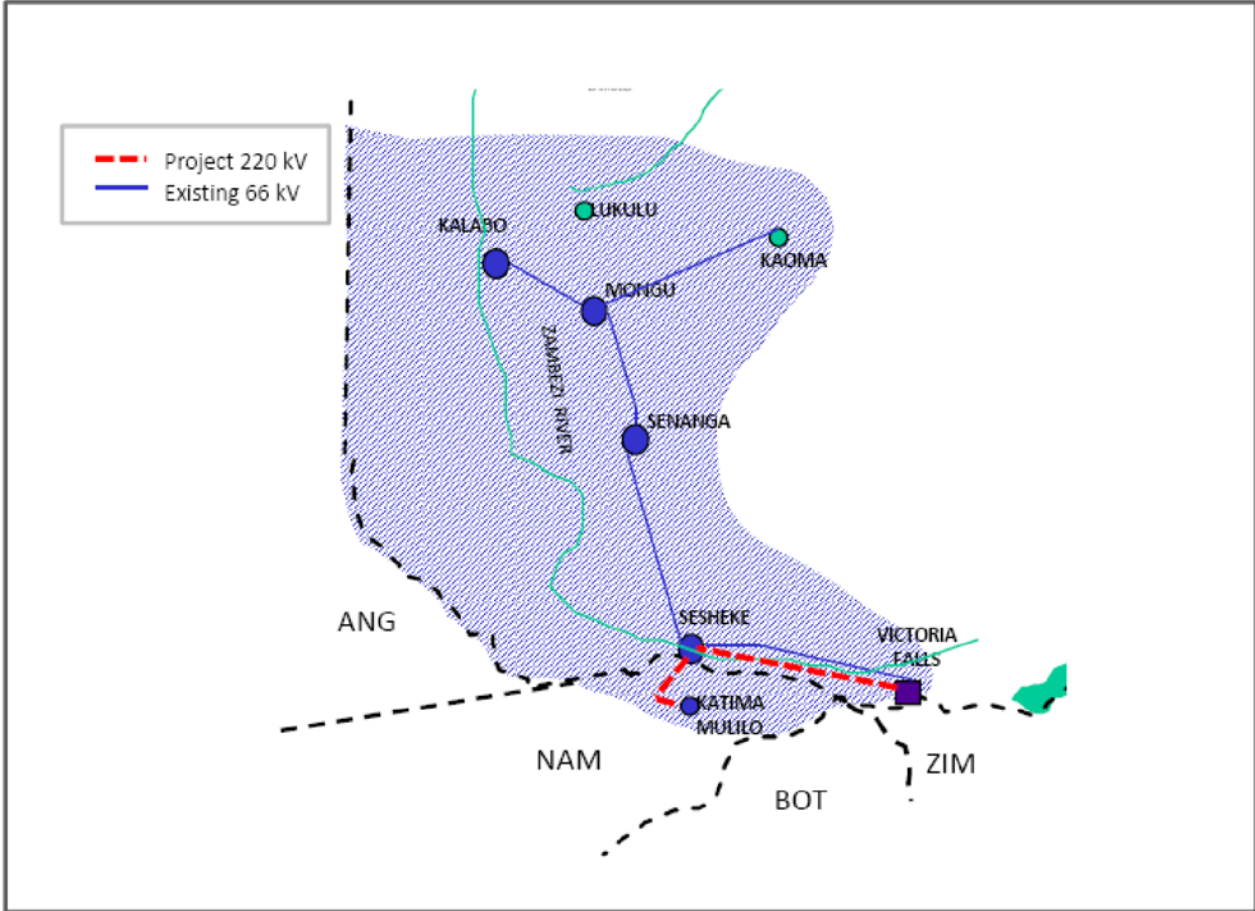 Project 220 kV
Existing 66 kV
LUKULU
KALABO
KAOMA
MONGU
ZAMBEZI RIVER
SENANGA
ANG
SESHEKE
VICTORIA
FALLS
KATIMA
MULILO
NAM
ZIM
BOT